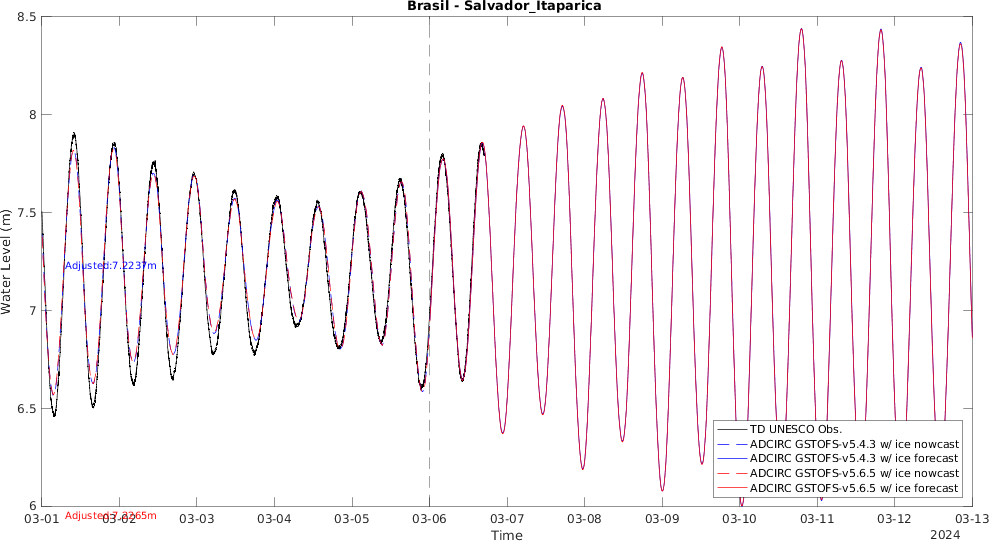 Brasil - Salvador_Itaparica
8.5
8
7.5
7
6.5
6
Water Level (m)
Adjusted:7.2237m
Adjusted:7.2265m
TD UNESCO Obs.
ADCIRC GSTOFS-v5.4.3 w/ ice nowcast
ADCIRC GSTOFS-v5.4.3 w/ ice forecast
ADCIRC GSTOFS-v5.6.5 w/ ice nowcast
ADCIRC GSTOFS-v5.6.5 w/ ice forecast
03-01 03-02 03-03 03-04 03-05 03-06 03-07 03-08 03-09 03-10 03-11 03-12 03-13
Time
2024